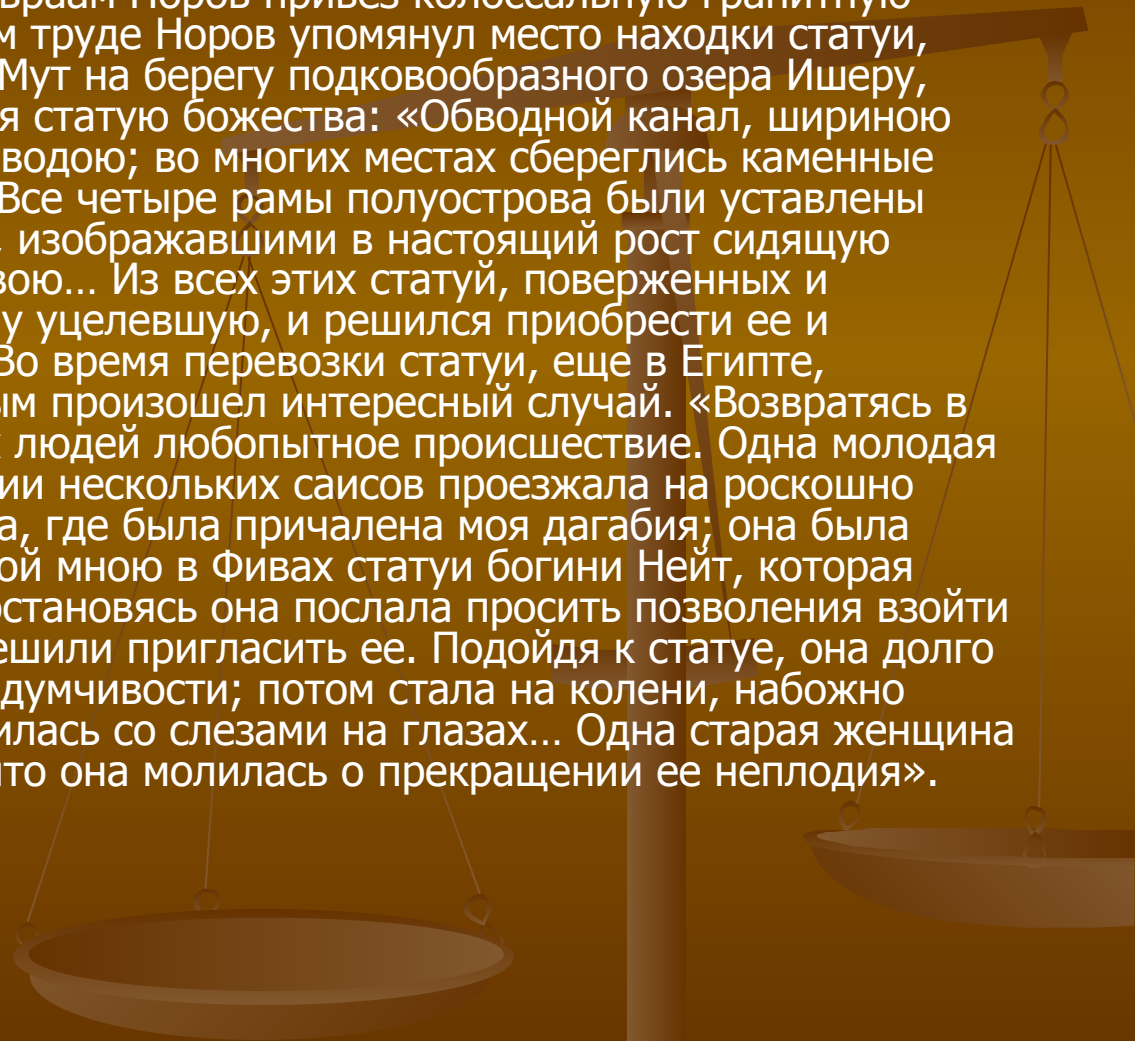 враам Норов привез колоссальную гранитную
м труде Норов упомянул место находки статуи,
Мут на берегу подковообразного озера Ишеру,
я статую божества: «Обводной канал, шириною
водою; во многих местах сбереглись каменные
Все четыре рамы полуострова были уставлены
, изображавшими в настоящий рост сидящую
вою… Из всех этих статуй, поверженных и
у уцелевшую, и решился приобрести ее и
Во время перевозки статуи, еще в Египте,
ым произошел интересный случай. «Возвратясь в
х людей любопытное происшествие. Одна молодая
ии нескольких саисов проезжала на роскошно
а, где была причалена моя дагабия; она была
ой мною в Фивах статуи богини Нейт, которая
остановясь она послала просить позволения взойти
ешили пригласить ее. Подойдя к статуе, она долго
думчивости; потом стала на колени, набожно
илась со слезами на глазах… Одна старая женщина
что она молилась о прекращении ее неплодия».